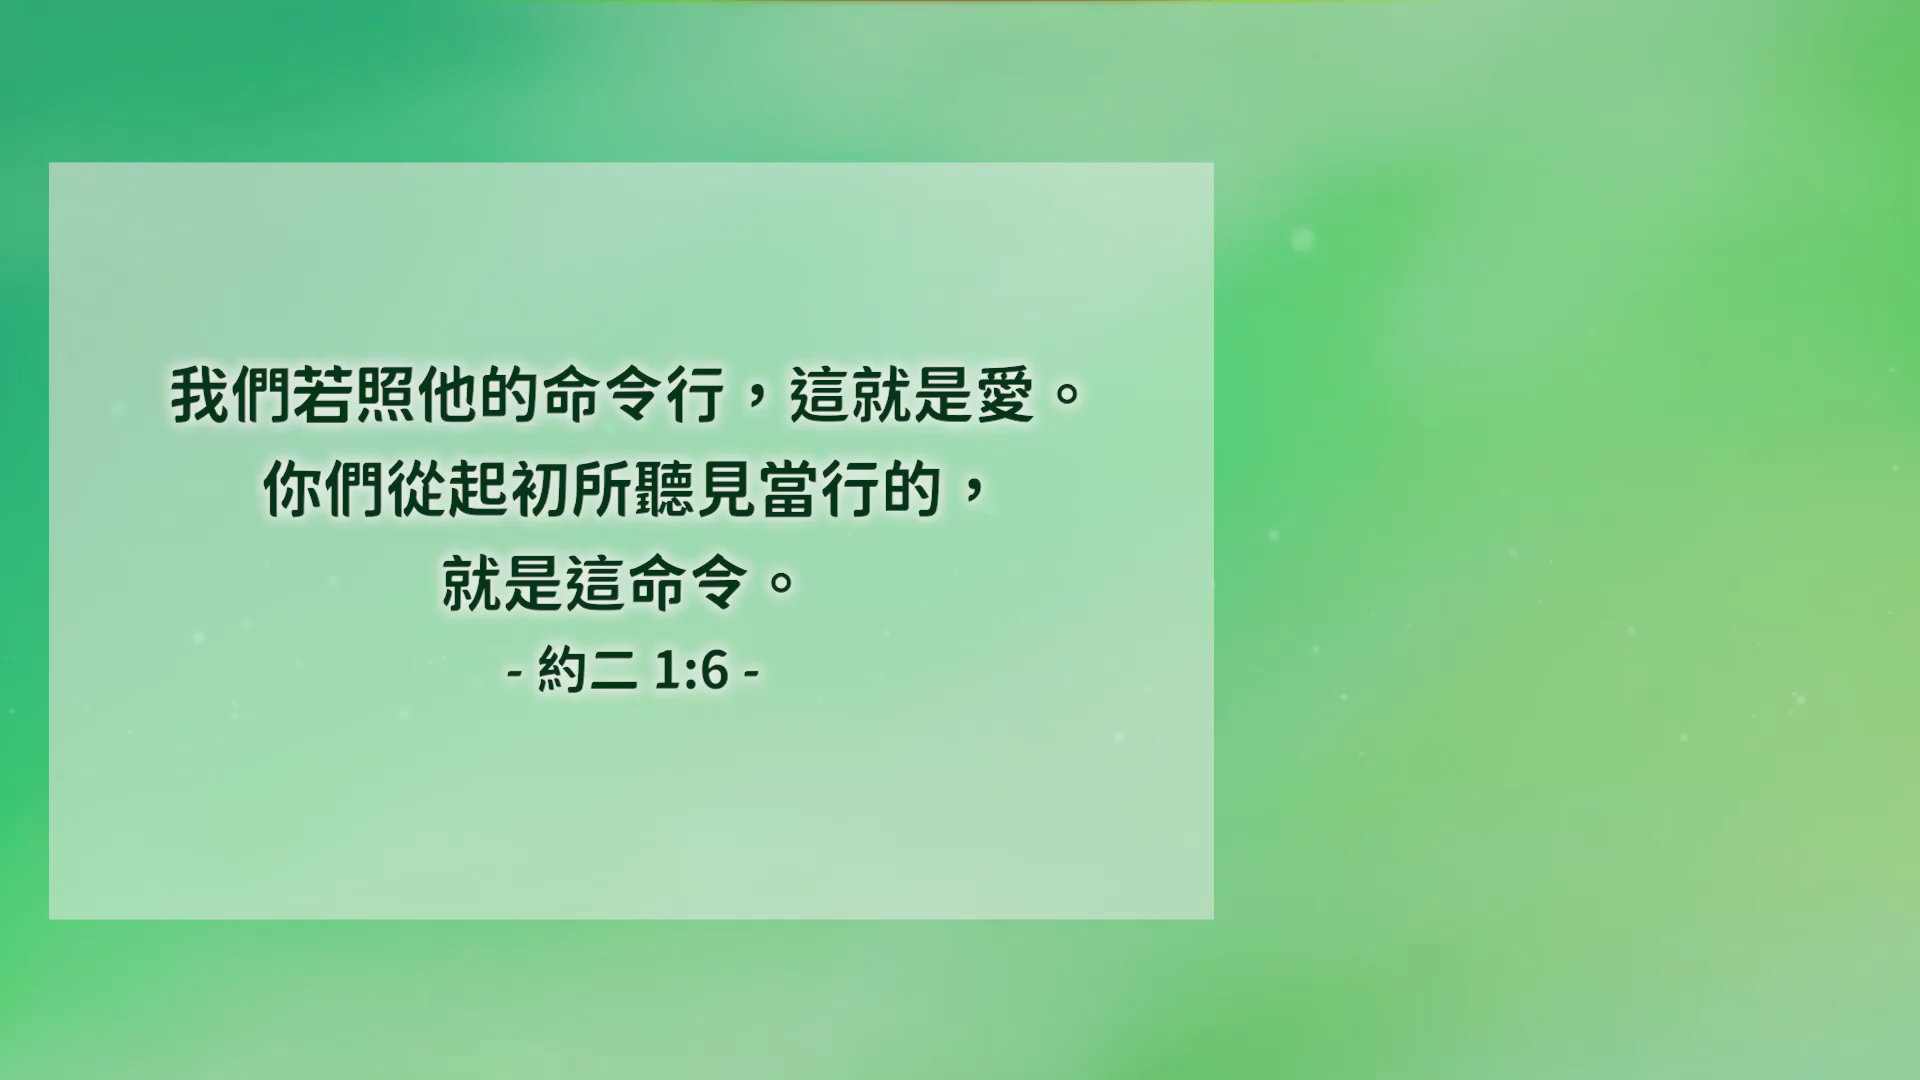 我們若照他的命令行，這就是愛。
你們從起初所聽見當行的，
就是這命令。
- 約二 1:6 -